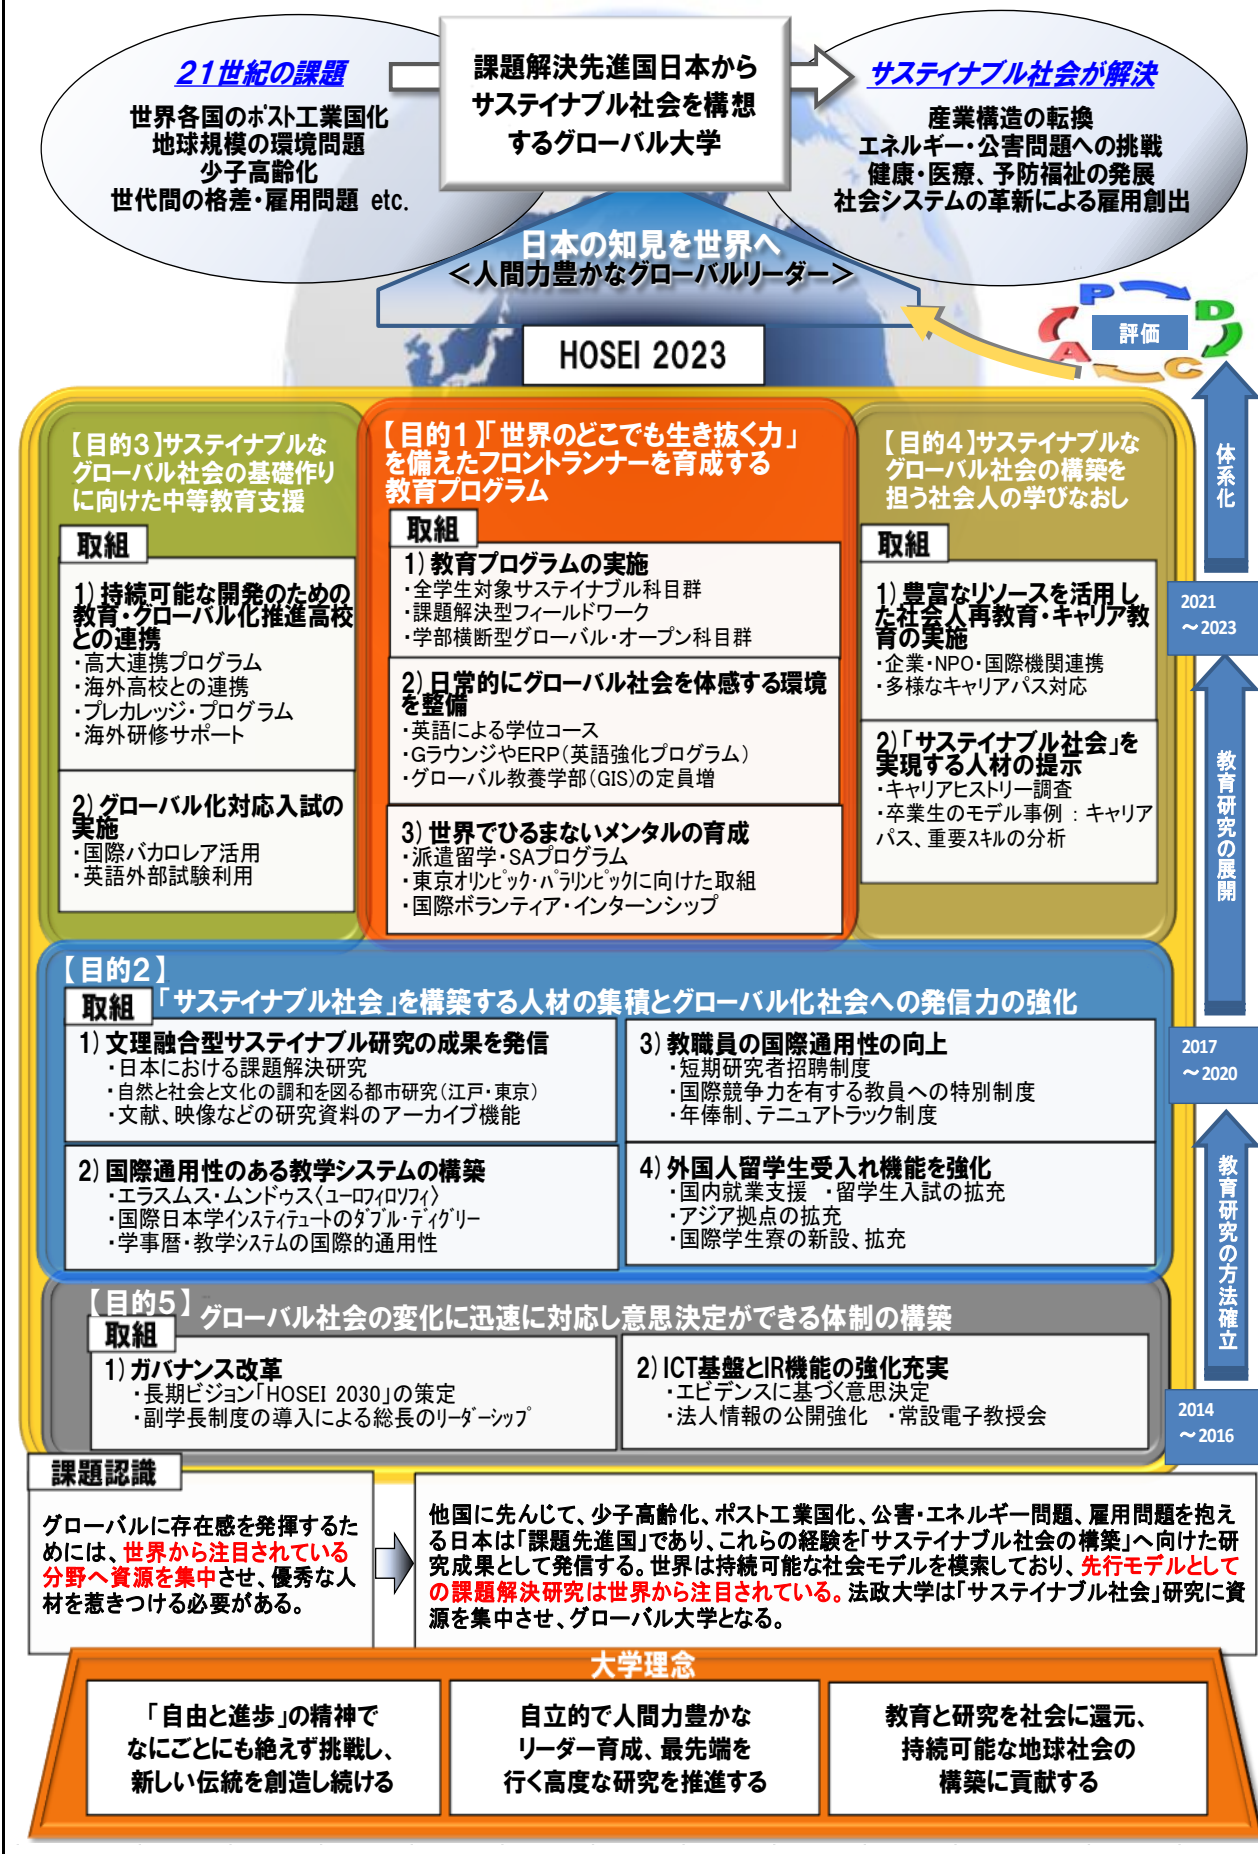 21世紀の課題
世界各国のポスト工業国化
地球規模の環境問題
少子高齢化
世代間の格差・雇用問題 etc.
課題解決先進国日本から
サステイナブル社会を構想
するグローバル大学
サステイナブル社会が解決
産業構造の転換
エネルギー・公害問題への挑戦
健康・医療、予防福祉の発展
社会システムの革新による雇用創出
日本の知見を世界へ
＜人間力豊かなグローバルリーダー＞
HOSEI 2023
P
D
C
A
評価
【目的3】サステイナブルな
グローバル社会の基礎作り
に向けた中等教育支援
取組
1) 持続可能な開発のための
教育・グローバル化推進高校
との連携
・高大連携プログラム
・海外高校との連携
・プレカレッジ・プログラム
・海外研修サポート
2) グローバル化対応入試の
実施
・国際バカロレア活用
・英語外部試験利用
【目的1】「世界のどこでも生き抜く力」
を備えたフロントランナーを育成する
教育プログラム
取組
1) 教育プログラムの実施
・全学生対象サステイナブル科目群
・課題解決型フィールドワーク
・学部横断型グローバル・オープン科目群
2) 日常的にグローバル社会を体感する環境
を整備
・英語による学位コース
・GラウンジやERP(英語強化プログラム)
・グローバル教養学部(GIS)の定員増
3) 世界でひるまないメンタルの育成
・派遣留学・SAプログラム
・東京オリンピック・パラリンピックに向けた取組
・国際ボランティア・インターンシップ
【目的4】サステイナブルな
グローバル社会の構築を
担う社会人の学びなおし
取組
1) 豊富なリソースを活用し
た社会人再教育・キャリア教
育の実施
・企業・NPO・国際機関連携
・多様なキャリアパス対応
2)「サステイナブル社会」を
実現する人材の提示
・キャリアヒストリー調査
・卒業生のモデル事例：キャリア
パス、重要スキルの分析
体系化
2021
～2023
教育研究の展開
2017
～2020
教育研究の方法確立
2014
～2016
【目的2】
取組
「サステイナブル社会」を構築する人材の集積とグローバル化社会への発信力の強化
1) 文理融合型サステイナブル研究の成果を発信
・日本における課題解決研究
・自然と社会と文化の調和を図る都市研究(江戸・東京)
・文献、映像などの研究資料のアーカイブ機能
2) 国際通用性のある教学システムの構築
・エラスムス・ムンドゥス〈ユーロフィロソフィ〉
・国際日本学インスティテュートのダブル・ディグリー
・学事暦・教学システムの国際的通用性
3) 教職員の国際通用性の向上
・短期研究者招聘制度
・国際競争力を有する教員への特別制度
・年俸制、テニュアトラック制度
4) 外国人留学生受入れ機能を強化
・国内就業支援 ・留学生入試の拡充
・アジア拠点の拡充
・国際学生寮の新設、拡充
【目的5】
グローバル社会の変化に迅速に対応し意思決定ができる体制の構築
取組
1) ガバナンス改革
・長期ビジョン「HOSEI 2030」の策定
・副学長制度の導入による総長のリーダーシップ
2) ICT基盤とIR機能の強化充実
・エビデンスに基づく意思決定
・法人情報の公開強化 ・常設電子教授会
課題認識
グローバルに存在感を発揮するた
めには、世界から注目されている
分野へ資源を集中させ、優秀な人
材を惹きつける必要がある。
他国に先んじて、少子高齢化、ポスト工業国化、公害・エネルギー問題、雇用問題を抱え
る日本は「課題先進国」であり、これらの経験を「サステイナブル社会の構築」へ向けた研
究成果として発信する。世界は持続可能な社会モデルを模索しており、先行モデルとして
の課題解決研究は世界から注目されている。法政大学は「サステイナブル社会」研究に資
源を集中させ、グローバル大学となる。
大学理念
「自由と進歩」の精神で
なにごとにも絶えず挑戦し、
新しい伝統を創造し続ける
自立的で人間力豊かな
リーダー育成、最先端を
行く高度な研究を推進する
教育と研究を社会に還元、
持続可能な地球社会の
構築に貢献する